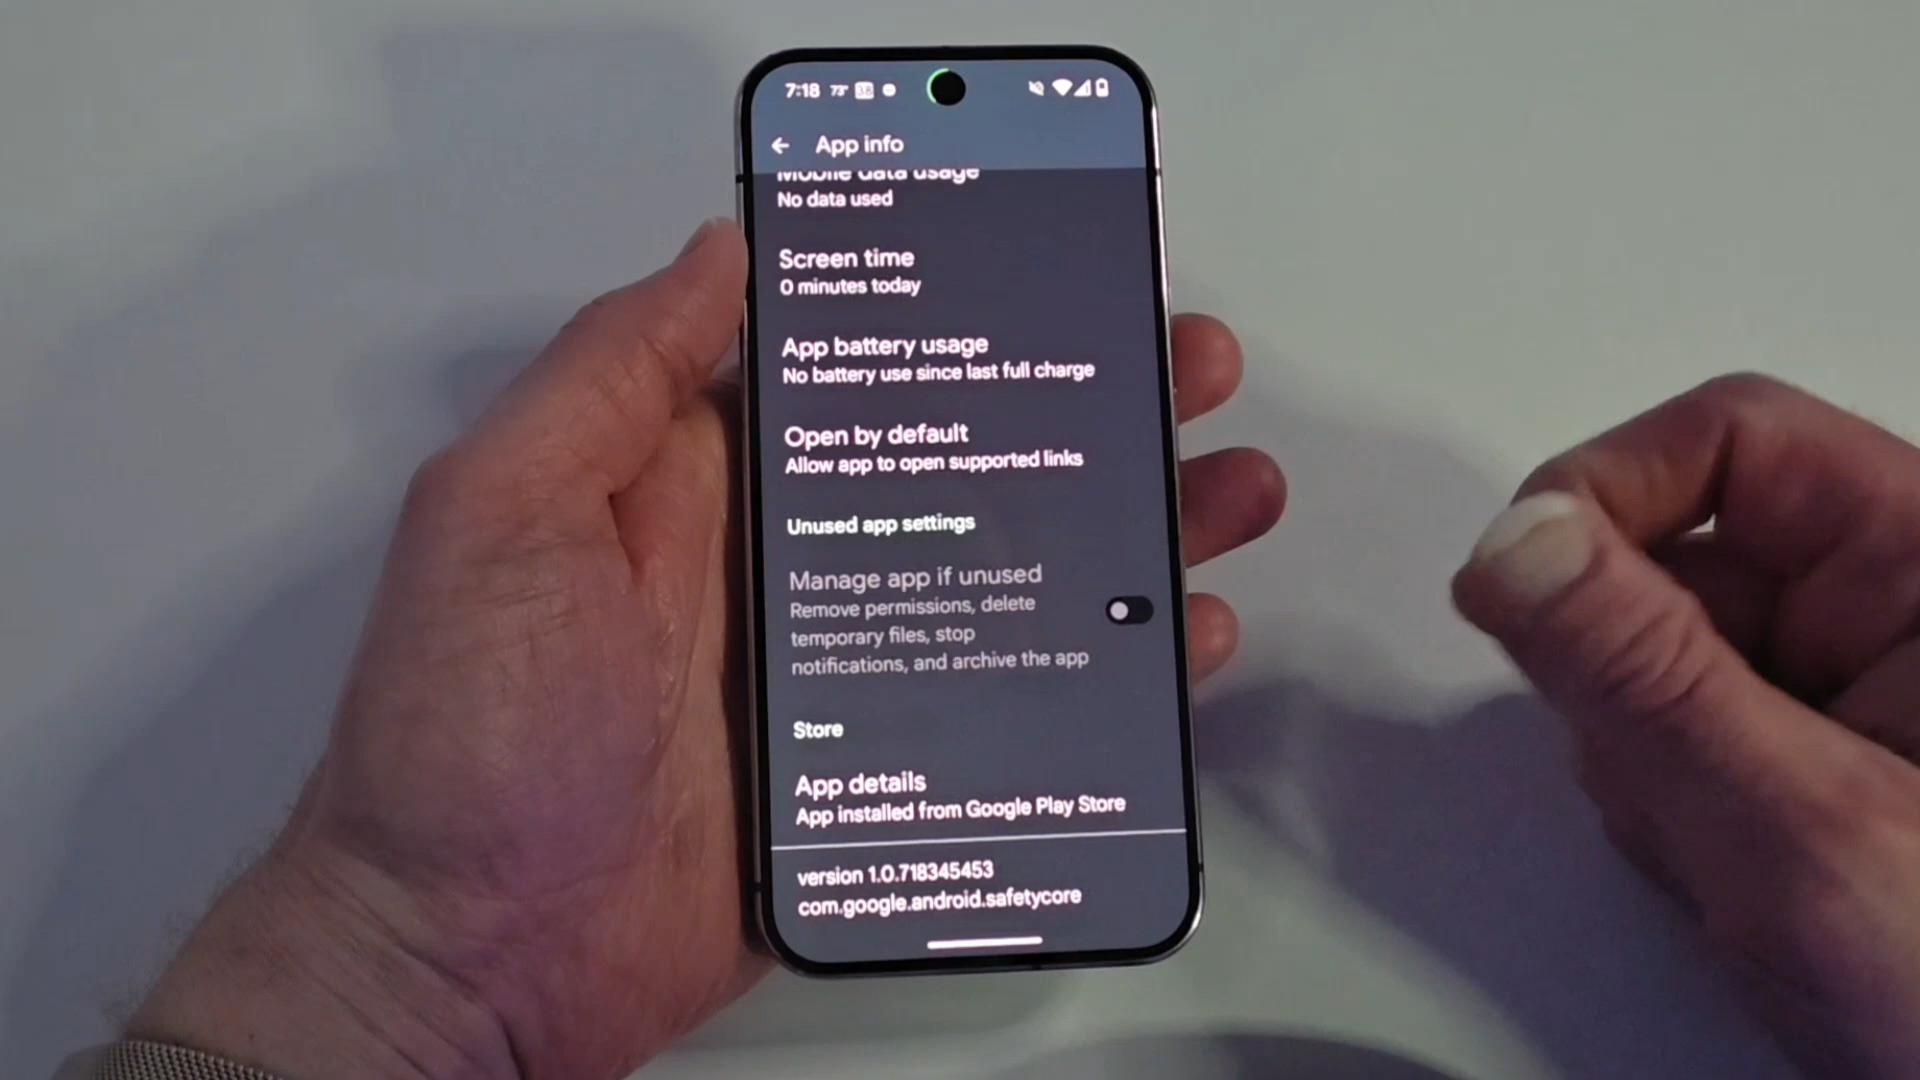 7:18 73° 38
App info
Mobile data usage
No data used
Screen time
0 minutes today
App battery usage
No battery use since last full charge
Open by default
Allow app to open supported links
Unused app settings
Manage app if unused
Remove permissions, delete
temporary files, stop
notifications, and archive the app
Store
App details
App installed from Google Play Store
version 1.0.718345453
com.google.android.safetycore